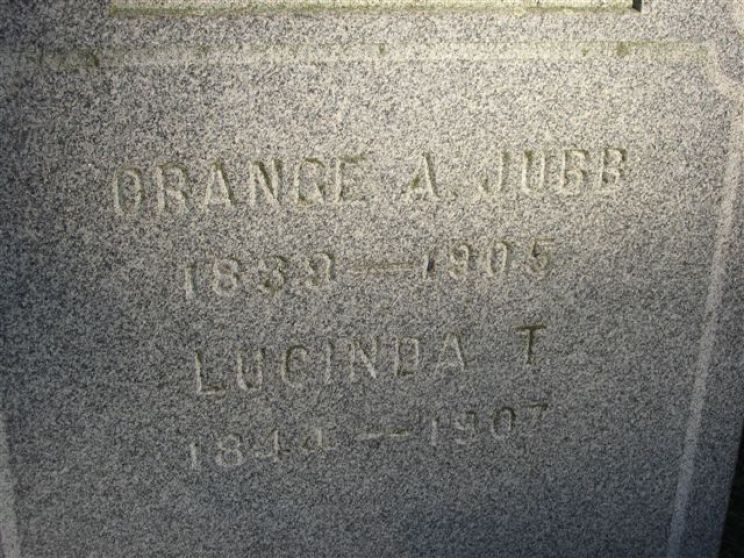 ORANGE A. JUBB
1839 — 1905
LUCINDA T
1844 — 1907